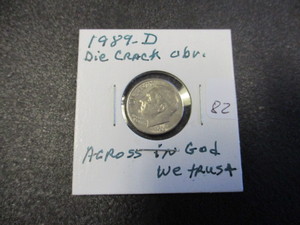 1989-D
Die Crack obv.
82
Across in God
We trust